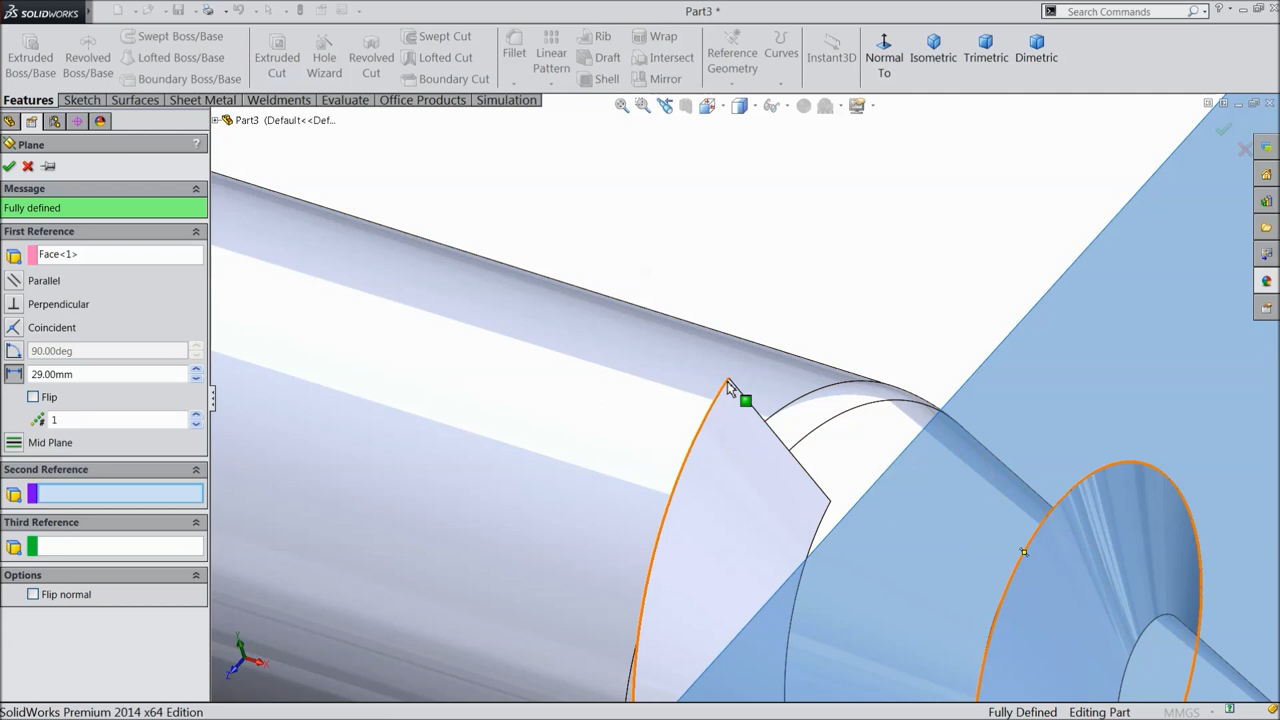 SOLIDWORKS
Part3 *
Search Commands
Extruded Boss/Base
Revolved Boss/Base
Swept Boss/Base
Lofted Boss/Base
Boundary Boss/Base
Extruded Cut
Hole Wizard
Revolved Cut
Swept Cut
Lofted Cut
Boundary Cut
Fillet
Linear Pattern
Rib
Draft
Shell
Wrap
Intersect
Mirror
Reference Geometry
Curves
Instant3D
Normal To
Isometric
Trimetric
Dimetric
Features
Sketch
Surfaces
Sheet Metal
Weldments
Evaluate
Office Products
Simulation
Part3 (Default<<Def...
Plane
?
Message
Fully defined
First Reference
Face<1>
Parallel
Perpendicular
Coincident
90.00deg
29.00mm
Flip
1
Mid Plane
Second Reference
Third Reference
Options
Flip normal
Y
X
Z
SolidWorks Premium 2014 x64 Edition
Fully Defined
Editing Part
MMGS